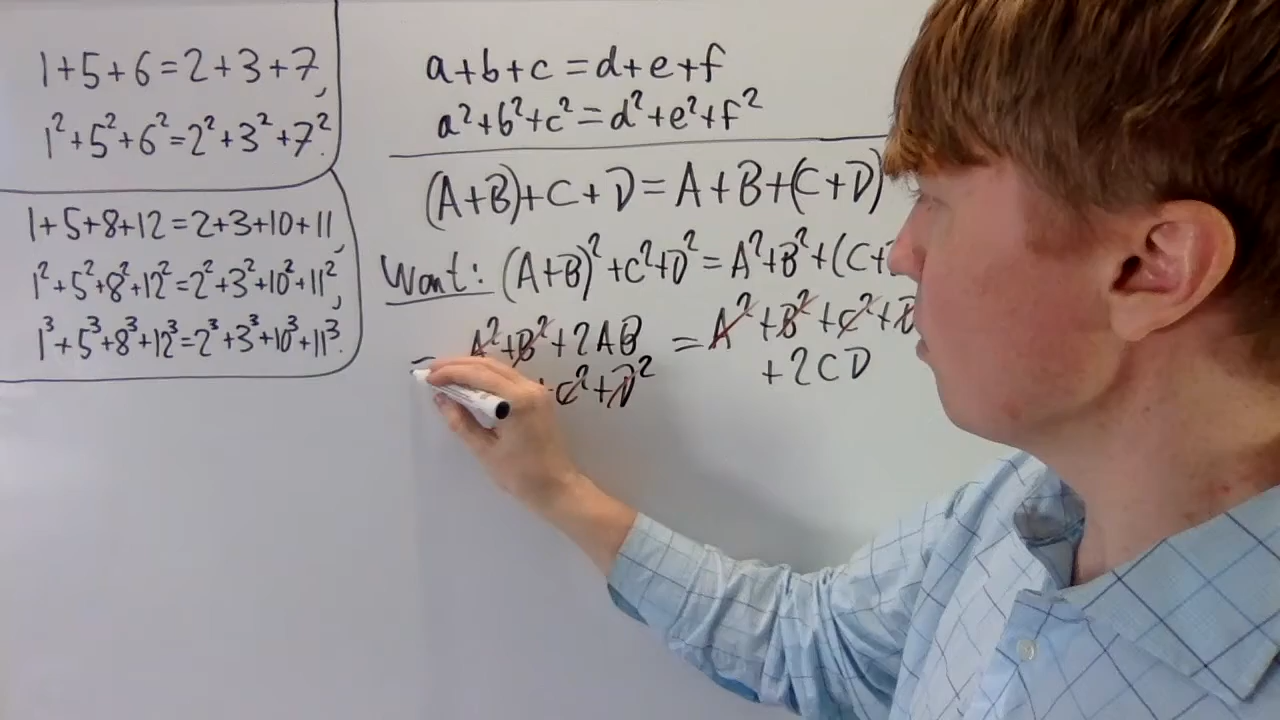 1+5+6=2+3+7,
1²+5²+6²=2²+3²+7².
1+5+8+12=2+3+10+11,
1²+5²+8²+12²=2²+3²+10²+11²,
1³+5³+8³+12³=2³+3³+10³+11³.
a+b+c=d+e+f
a²+b²+c²=d²+e²+f²
(A+B)+C+D=A+B+(C+D)
Want: (A+B)²+C²+D²=A²+B²+(C+
A²+B²+2AB =A²+B²+C²+
+C²+D² +2CD